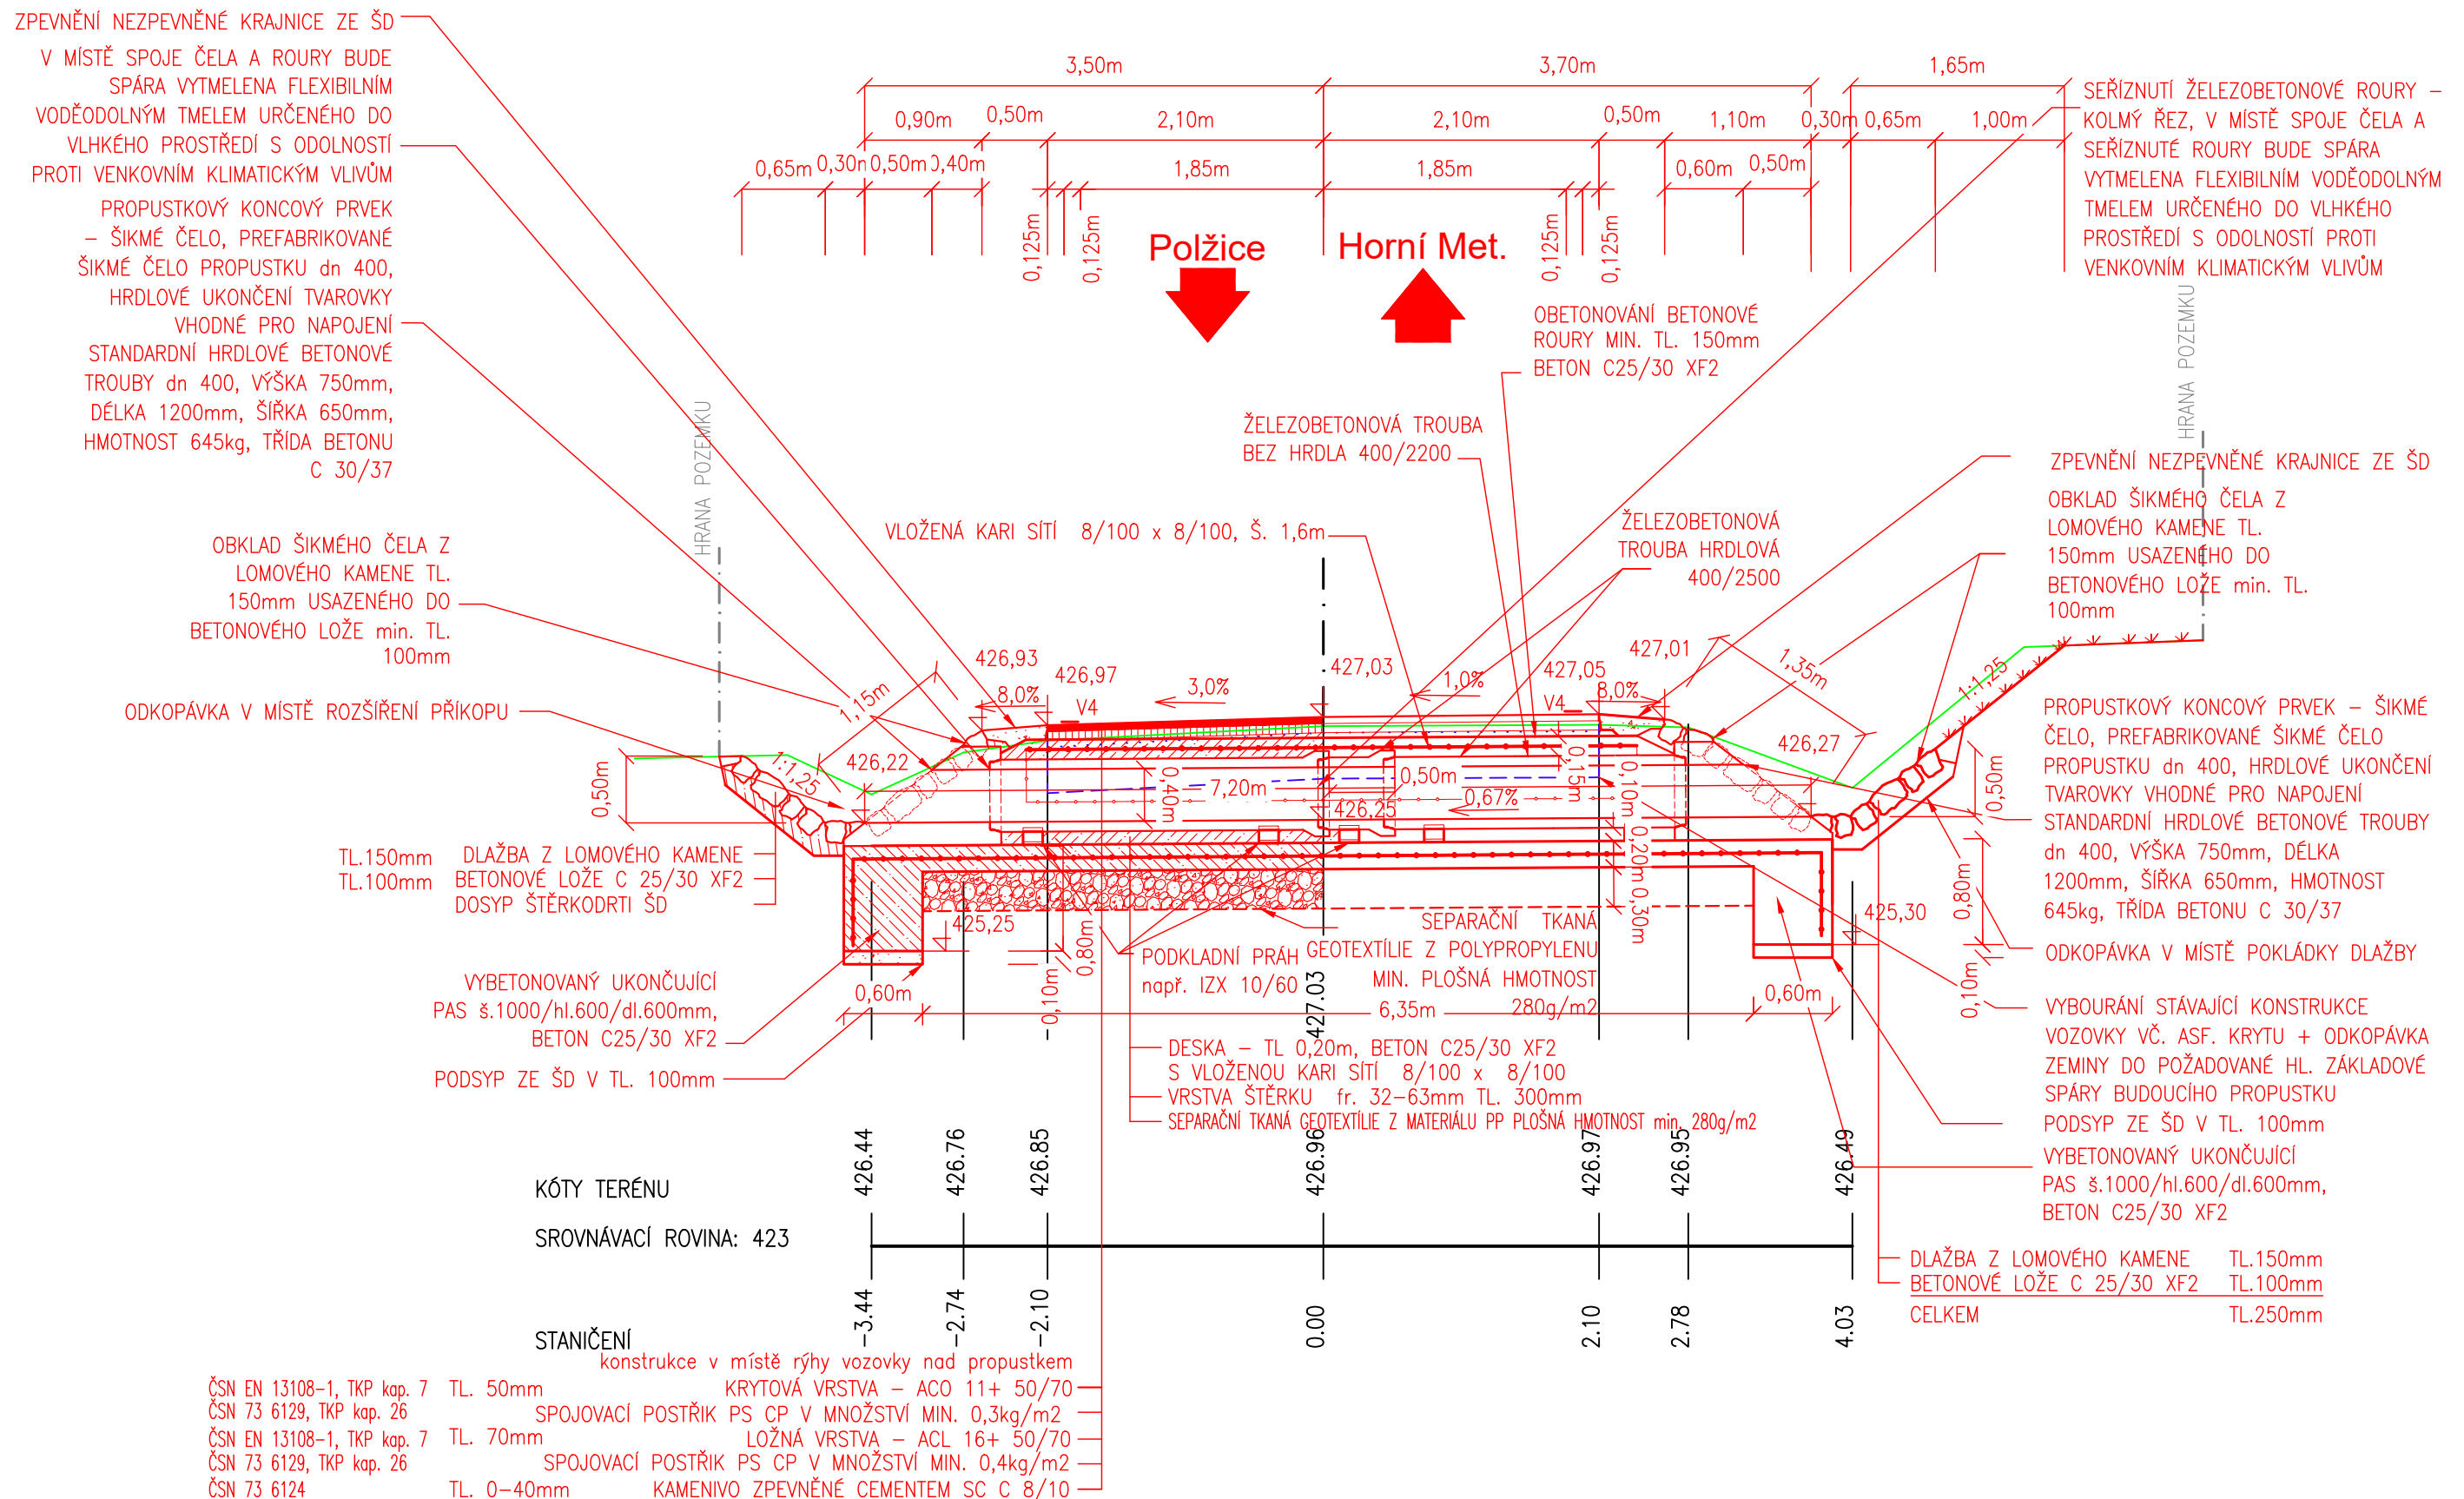 ZPEVNĚNÍ NEZPEVNĚNÉ KRAJNICE ZE ŠD
V MÍSTĚ SPOJE ČELA A ROURY BUDE
SPÁRA VYTMELENA FLEXIBILNÍM
VODĚODOLNÝM TMELEM URČENÉHO DO
VLHKÉHO PROSTŘEDÍ S ODOLNOSTÍ
PROTI VENKOVNÍM KLIMATICKÝM VLIVŮM
PROPUSTKOVÝ KONCOVÝ PRVEK
– ŠIKMÉ ČELO, PREFABRIKOVANÉ
ŠIKMÉ ČELO PROPUSTKU dn 400,
HRDLOVÉ UKONČENÍ TVAROVKY
VHODNÉ PRO NAPOJENÍ
STANDARDNÍ HRDLOVÉ BETONOVÉ
TROUBY dn 400, VÝŠKA 750mm,
DÉLKA 1200mm, ŠÍŘKA 650mm,
HMOTNOST 645kg, TŘÍDA BETONU
C 30/37
OBKLAD ŠIKMÉHO ČELA Z
LOMOVÉHO KAMENE TL.
150mm USAZENÉHO DO
BETONOVÉHO LOŽE min. TL.
100mm
ODKOPÁVKA V MÍSTĚ ROZŠÍŘENÍ PŘÍKOPU
3,50m 3,70m 1,65m
0,90m 0,50m 2,10m 2,10m 0,50m 1,10m 0,30m 0,65m 1,00m
0,65m 0,30m 0,50m 0,40m 1,85m 1,85m 0,60m 0,50m
0,125m 0,125m 0,125m 0,125m
Polžice Horní Met.
SEŘÍZNUTÍ ŽELEZOBETONOVÉ ROURY –
KOLMÝ ŘEZ, V MÍSTĚ SPOJE ČELA A
SEŘÍZNUTÉ ROURY BUDE SPÁRA
VYTMELENA FLEXIBILNÍM VODĚODOLNÝM
TMELEM URČENÉHO DO VLHKÉHO
PROSTŘEDÍ S ODOLNOSTÍ PROTI
VENKOVNÍM KLIMATICKÝM VLIVŮM
HRANA POZEMKU
HRANA POZEMKU
OBETONOVÁNÍ BETONOVÉ
ROURY MIN. TL. 150mm
BETON C25/30 XF2
ŽELEZOBETONOVÁ TROUBA
BEZ HRDLA 400/2200
VLOŽENÁ KARI SÍTÍ 8/100 x 8/100, Š. 1,6m
ŽELEZOBETONOVÁ
TROUBA HRDLOVÁ
400/2500
ZPEVNĚNÍ NEZPEVNĚNÉ KRAJNICE ZE ŠD
OBKLAD ŠIKMÉHO ČELA Z
LOMOVÉHO KAMENE TL.
150mm USAZENÉHO DO
BETONOVÉHO LOŽE min. TL.
100mm
426,93 426,97 427,03 427,05 427,01
1,15m 8,0% V4 3,0% 1,0% V4 8,0% 1,35m 1:1,25
0,50m 1:1,25 426,22 0,40m 7,20m 0,50m 426,25 0,67% 0,15m 0,10m 426,27 0,50m
0,20m 0,30m
425,25 0,80m 0,10m 425,30 0,80m 0,10m
0,60m 6,35m 0,60m
PROPUSTKOVÝ KONCOVÝ PRVEK – ŠIKMÉ
ČELO, PREFABRIKOVANÉ ŠIKMÉ ČELO
PROPUSTKU dn 400, HRDLOVÉ UKONČENÍ
TVAROVKY VHODNÉ PRO NAPOJENÍ
STANDARDNÍ HRDLOVÉ BETONOVÉ TROUBY
dn 400, VÝŠKA 750mm, DÉLKA
1200mm, ŠÍŘKA 650mm, HMOTNOST
645kg, TŘÍDA BETONU C 30/37
ODKOPÁVKA V MÍSTĚ POKLÁDKY DLAŽBY
VYBOURÁNÍ STÁVAJÍCÍ KONSTRUKCE
VOZOVKY VČ. ASF. KRYTU + ODKOPÁVKA
ZEMINY DO POŽADOVANÉ HL. ZÁKLADOVÉ
SPÁRY BUDOUCÍHO PROPUSTKU
PODSYP ZE ŠD V TL. 100mm
VYBETONOVANÝ UKONČUJÍCÍ
PAS š.1000/hl.600/dl.600mm,
BETON C25/30 XF2
TL.150mm DLAŽBA Z LOMOVÉHO KAMENE
TL.100mm BETONOVÉ LOŽE C 25/30 XF2
DOSYP ŠTĚRKODRTI ŠD
VYBETONOVANÝ UKONČUJÍCÍ
PAS š.1000/hl.600/dl.600mm,
BETON C25/30 XF2
PODSYP ZE ŠD V TL. 100mm
PODKLADNÍ PRÁH
např. IZX 10/60
SEPARAČNÍ TKANÁ
GEOTEXTÍLIE Z POLYPROPYLENU
MIN. PLOŠNÁ HMOTNOST
280g/m2
427.03
DESKA – TL 0,20m, BETON C25/30 XF2
S VLOŽENOU KARI SÍTÍ 8/100 x 8/100
VRSTVA ŠTĚRKU fr. 32–63mm TL. 300mm
SEPARAČNÍ TKANÁ GEOTEXTÍLIE Z MATERIÁLU PP PLOŠNÁ HMOTNOST min. 280g/m2
KÓTY TERÉNU 426.44 426.76 426.85 426.96 426.97 426.95 426.49
SROVNÁVACÍ ROVINA: 423
STANIČENÍ -3.44 -2.74 -2.10 0.00 2.10 2.78 4.03
DLAŽBA Z LOMOVÉHO KAMENE TL.150mm
BETONOVÉ LOŽE C 25/30 XF2 TL.100mm
CELKEM TL.250mm
konstrukce v místě rýhy vozovky nad propustkem
ČSN EN 13108–1, TKP kap. 7 TL. 50mm KRYTOVÁ VRSTVA – ACO 11+ 50/70
ČSN 73 6129, TKP kap. 26 SPOJOVACÍ POSTŘIK PS CP V MNOŽSTVÍ MIN. 0,3kg/m2
ČSN EN 13108–1, TKP kap. 7 TL. 70mm LOŽNÁ VRSTVA – ACL 16+ 50/70
ČSN 73 6129, TKP kap. 26 SPOJOVACÍ POSTŘIK PS CP V MNOŽSTVÍ MIN. 0,4kg/m2
ČSN 73 6124 TL. 0–40mm KAMENIVO ZPEVNĚNÉ CEMENTEM SC C 8/10